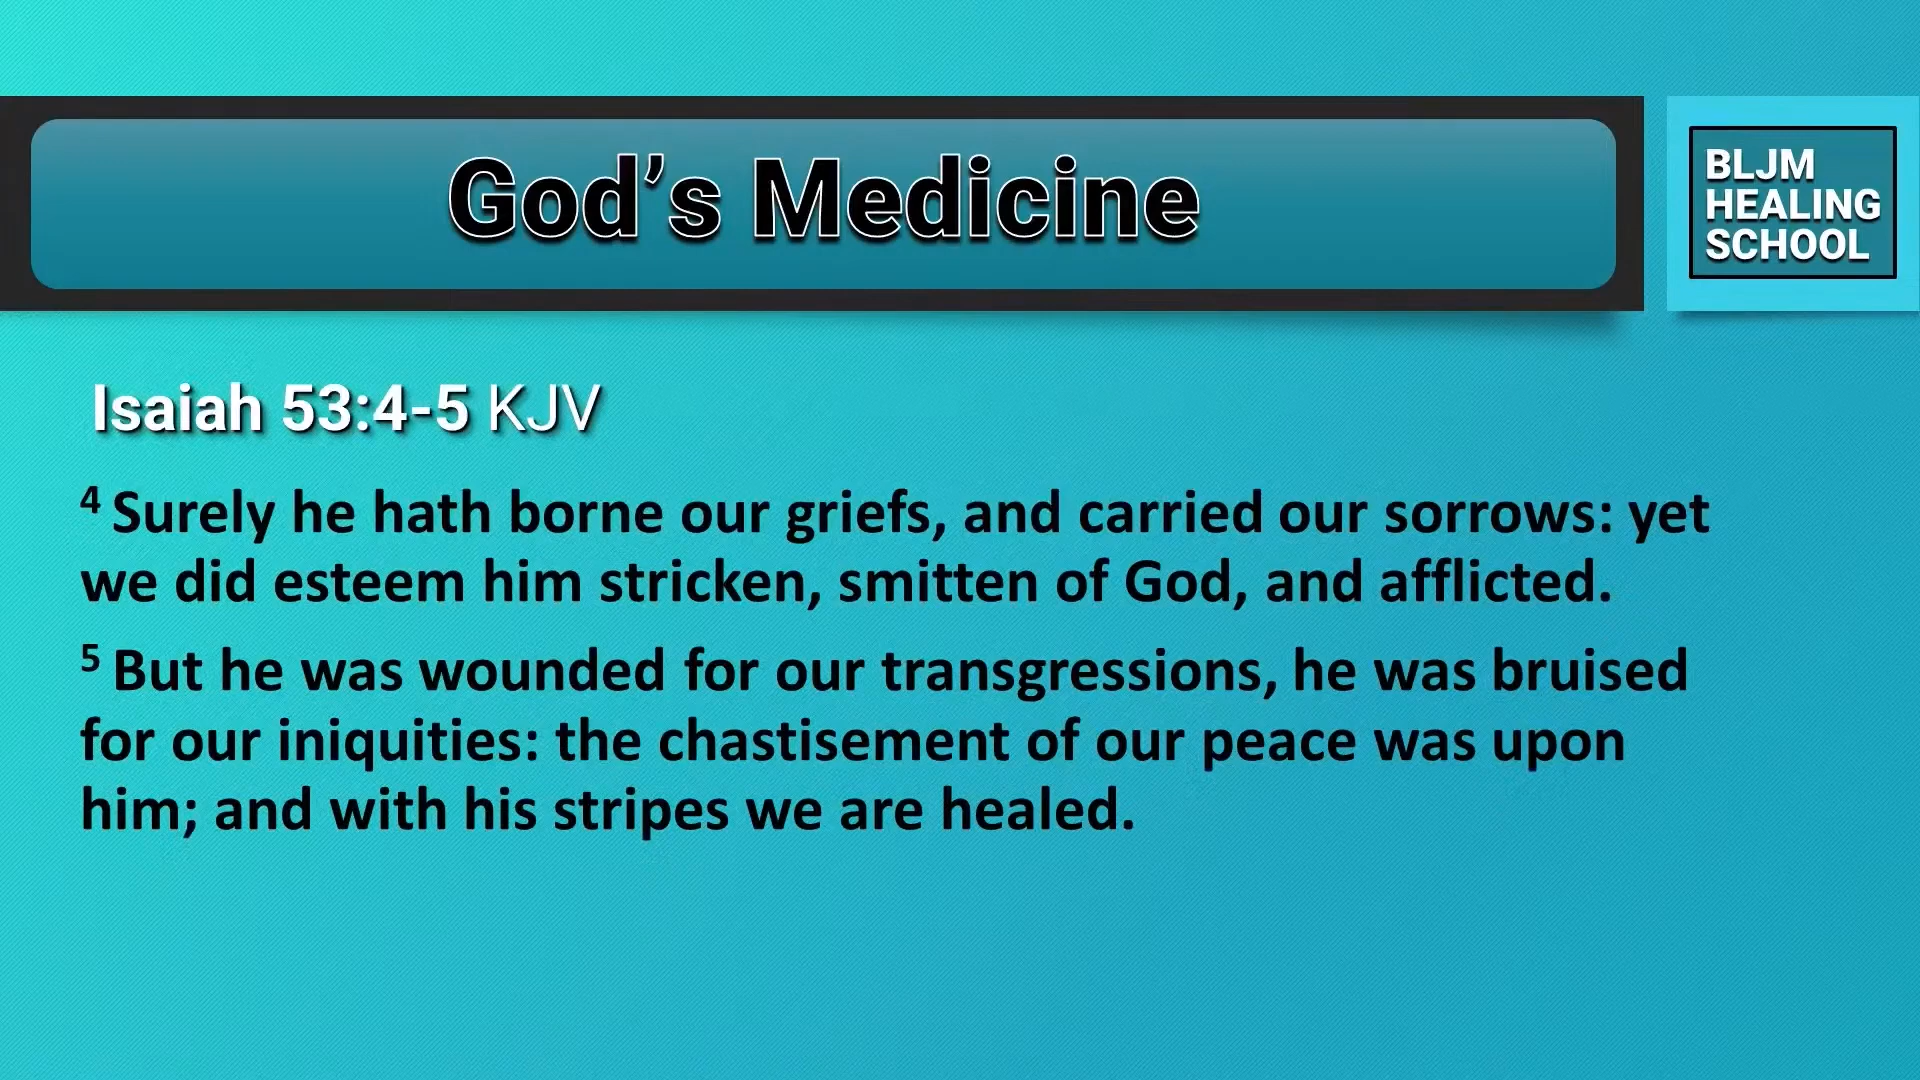 God’s Medicine
BLJM
HEALING
SCHOOL
Isaiah 53:4-5 KJV
4 Surely he hath borne our griefs, and carried our sorrows: yet
we did esteem him stricken, smitten of God, and afflicted.
5 But he was wounded for our transgressions, he was bruised
for our iniquities: the chastisement of our peace was upon
him; and with his stripes we are healed.